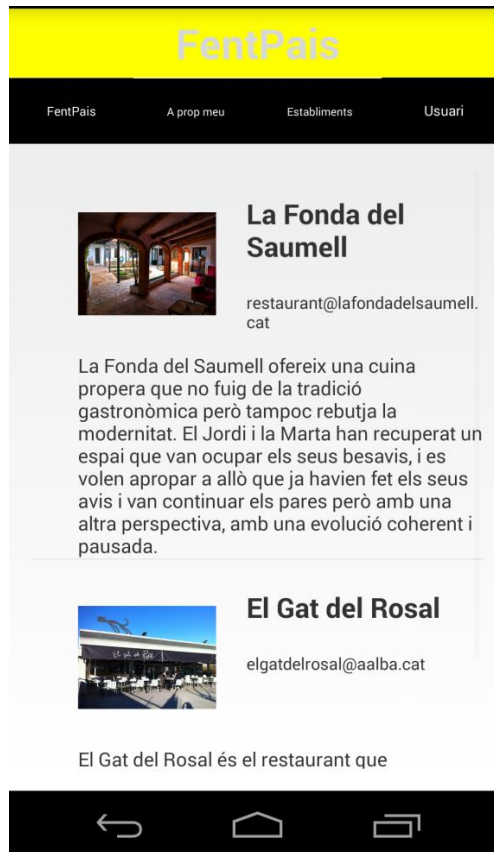 FentPais
FentPais
A prop meu
Establiments
Usuari
La Fonda del
Saumell
restaurant@lafondadelsaumell.
cat
La Fonda del Saumell ofereix una cuina
propera que no fuig de la tradició
gastronòmica però tampoc rebutja la
modernitat. El Jordi i la Marta han recuperat un
espai que van ocupar els seus besavis, i es
volen apropar a allò que ja havien fet els seus
avis i van continuar els pares però amb una
altra perspectiva, amb una evolució coherent i
pausada.
El Gat del Rosal
elgatdelrosal@aalba.cat
El Gat del Rosal és el restaurant que